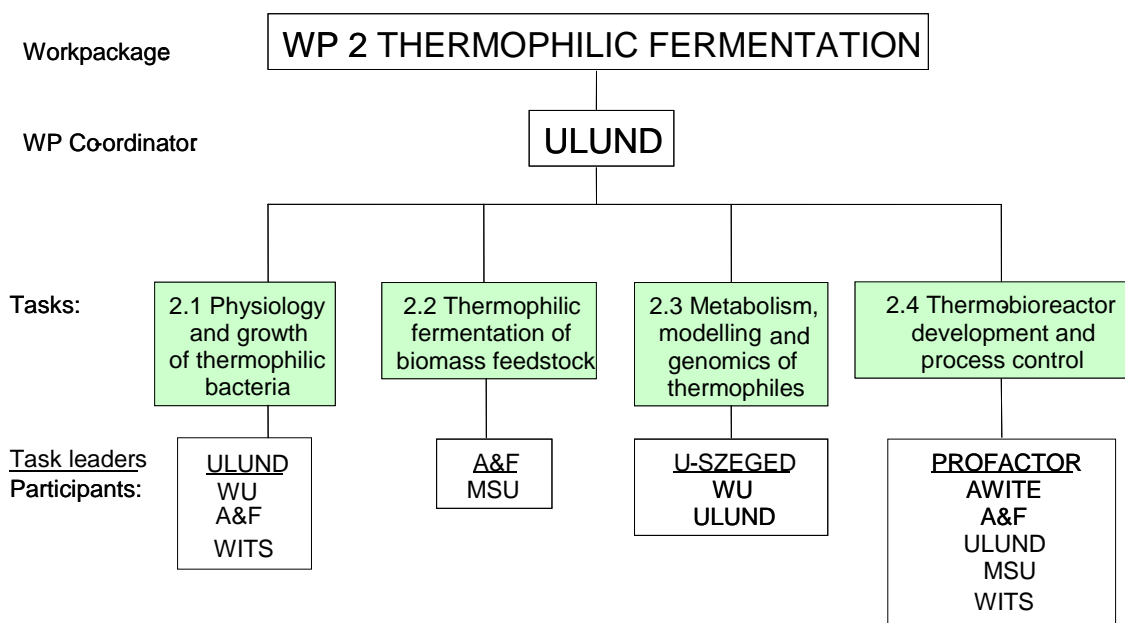 Workpackage
WP 2 THERMOPHILIC FERMENTATION
WP Co-ordinator
ULUND
Tasks:
2.1 Physiology
and growth
of thermophilic
bacteria
2.2 Thermophilic
fermentation of
biomass feedstock
2.3 Metabolism,
modelling and
genomics of
thermophiles
2.4 Thermo-bioreactor
development and
process control
Task leaders
Participants:
ULUND
WU
A&F
WITS
A&F
MSU
U-SZEGED
WU
ULUND
PROFACTOR
AWITE
A&F
ULUND
MSU
WITS